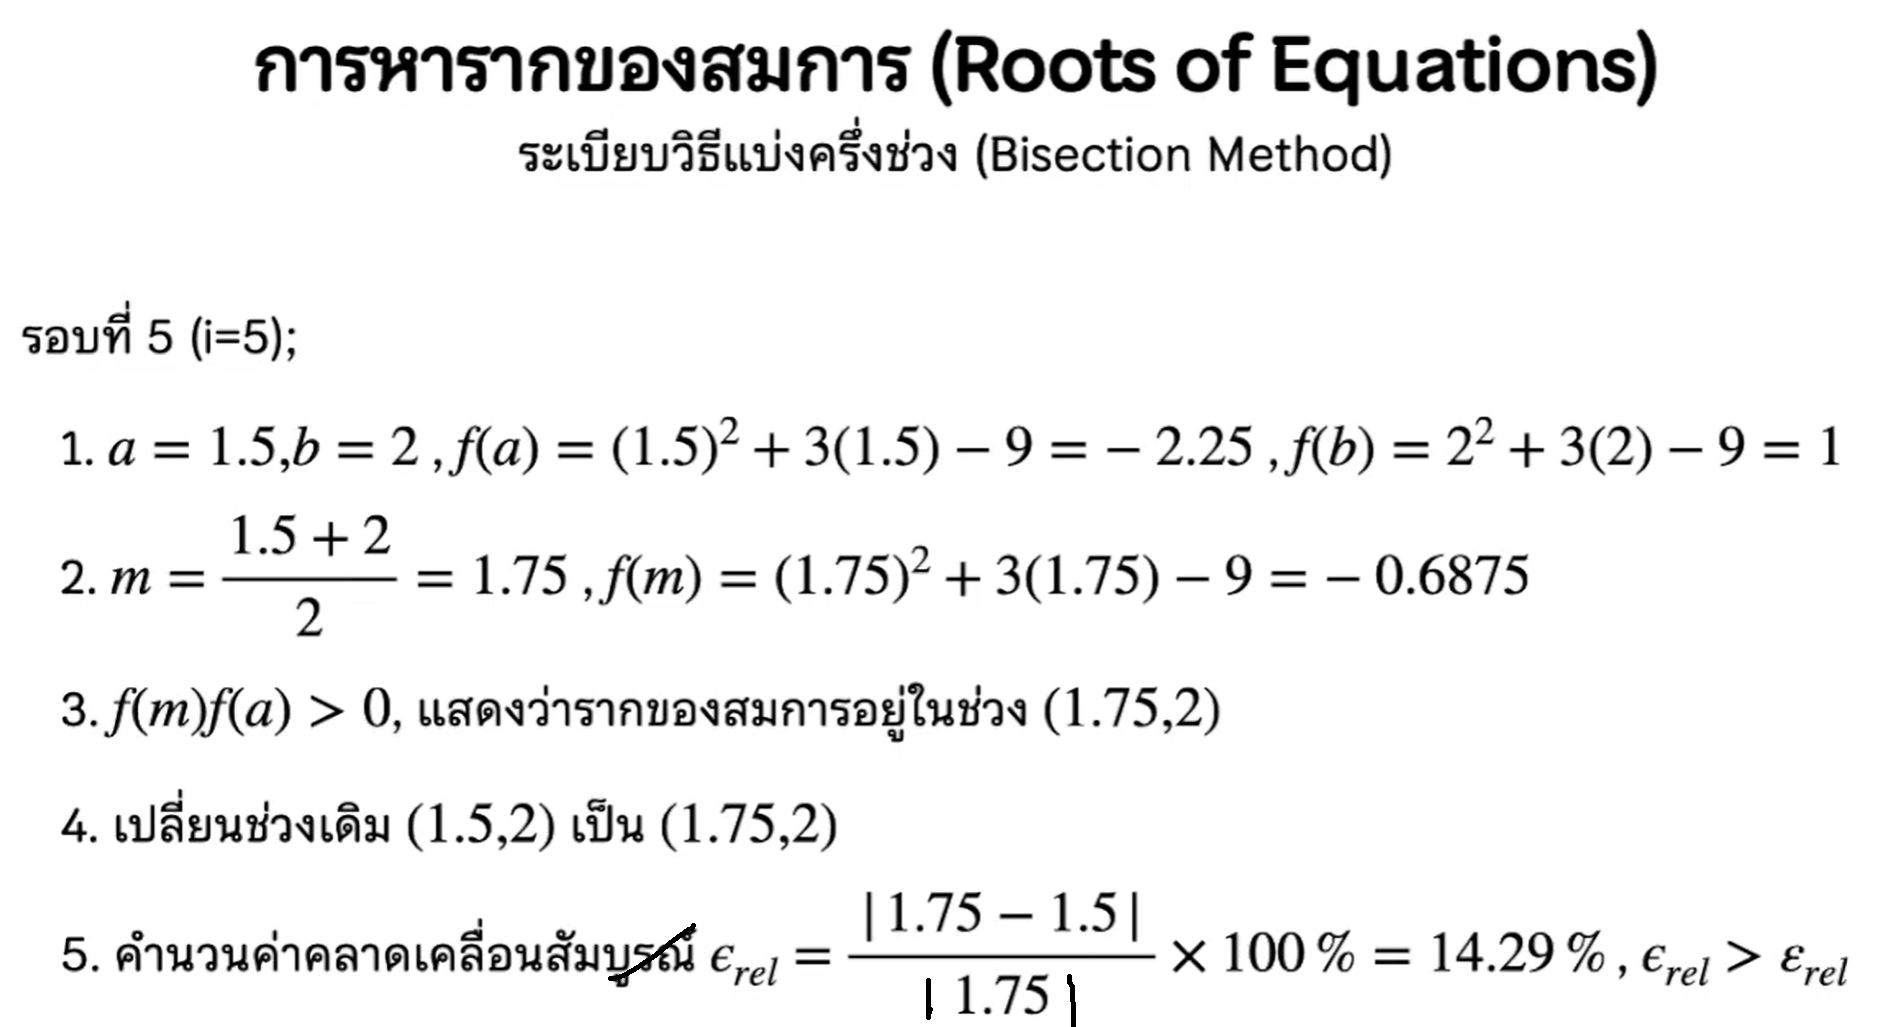 การหารากของสมการ (Roots of Equations)
ระเบียบวิธีแบ่งครึ่งช่วง (Bisection Method)
รอบที่ 5 (i=5);
1. a = 1.5,b = 2 , f(a) = (1.5)² + 3(1.5) − 9 = − 2.25 , f(b) = 2² + 3(2) − 9 = 1
2. m = (1.5 + 2)/2 = 1.75 , f(m) = (1.75)² + 3(1.75) − 9 = − 0.6875
3. f(m)f(a) > 0, แสดงว่ารากของสมการอยู่ในช่วง (1.75,2)
4. เปลี่ยนช่วงเดิม (1.5,2) เป็น (1.75,2)
5. คำนวนค่าคลาดเคลื่อนสัมบูรณ์ ϵ_rel = |1.75 − 1.5| / |1.75| × 100 % = 14.29 % , ϵ_rel > ε_rel